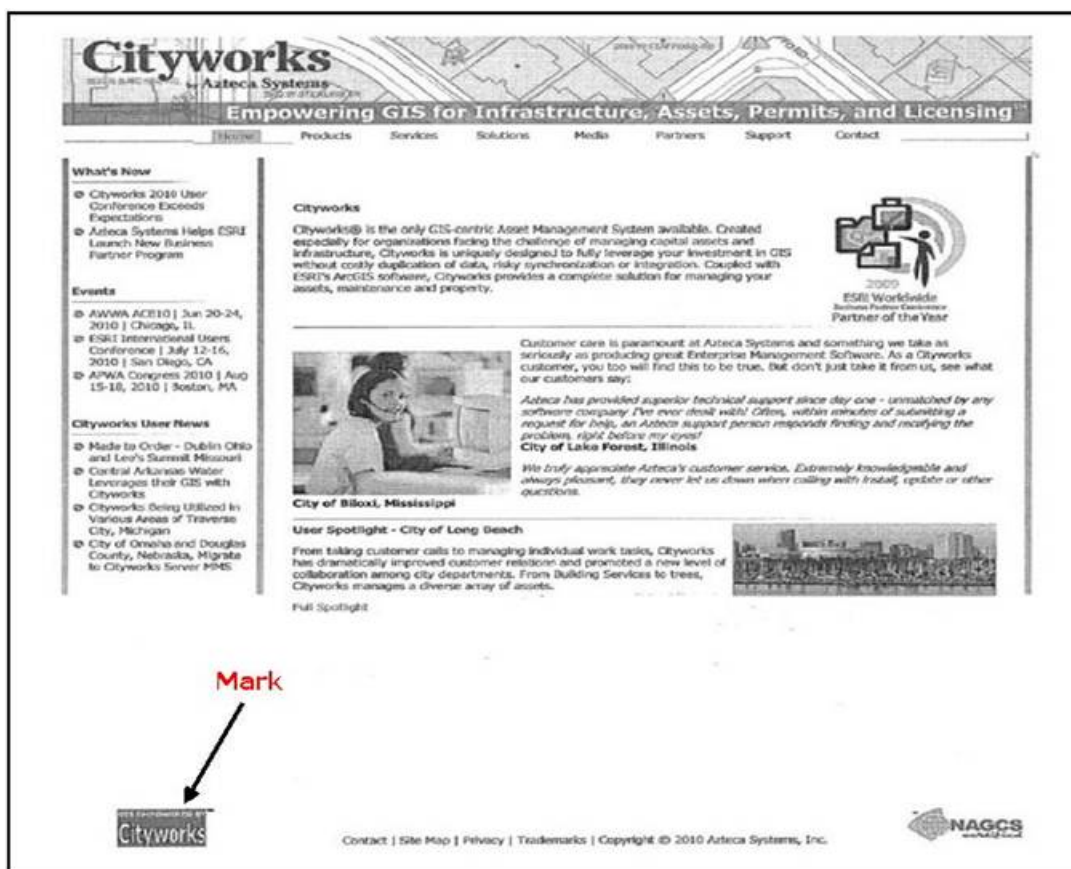 Cityworks
by Azteca Systems
Empowering GIS for Infrastructure, Assets, Permits, and Licensing
Home Products Services Solutions Media Partners Support Contact
What's New
Cityworks 2010 User
Conference Exceeds
Expectations
Azteca Systems Helps ESRI
Launch New Business
Partner Program
Events
AWWA ACE10 | Jun 20-24,
2010 | Chicago, IL
ESRI International Users
Conference | July 12-16,
2010 | San Diego, CA
APWA Congress 2010 | Aug
15-18, 2010 | Boston, MA
Cityworks User News
Made to Order - Dublin Ohio
and Lee's Summit Missouri
Central Arkansas Water
Leverages their GIS with
Cityworks
Cityworks Being Utilized in
Various Areas of Traverse
City, Michigan
City of Omaha and Douglas
County, Nebraska, Migrate
to Cityworks Server MMS
Cityworks
Cityworks® is the only GIS-centric Asset Management System available. Created
especially for organizations facing the challenge of managing capital assets and
infrastructure, Cityworks is uniquely designed to fully leverage your investment in GIS
without costly duplication of data, risky synchronization or integration. Coupled with
ESRI's ArcGIS software, Cityworks provides a complete solution for managing your
assets, maintenance and property.
2009
ESRI Worldwide
Business Partner Conference
Partner of the Year
Customer care is paramount at Azteca Systems and something we take as
seriously as producing great Enterprise Management Software. As a Cityworks
customer, you too will find this to be true. But don't just take it from us, see what
our customers say:
Azteca has provided superior technical support since day one - unmatched by any
software company I've ever dealt with! Often, within minutes of submitting a
request for help, an Azteca support person responds finding and rectifying the
problem, right before my eyes!
City of Lake Forest, Illinois
We truly appreciate Azteca's customer service. Extremely knowledgable and
always pleasant, they never let us down when calling with install, update or other
questions.
City of Biloxi, Mississippi
User Spotlight - City of Long Beach
From taking customer calls to managing individual work tasks, Cityworks
has dramatically improved customer relations and promoted a new level of
collaboration among city departments. From Building Services to trees,
Cityworks manages a diverse array of assets.
Full Spotlight
Mark
Cityworks
Contact | Site Map | Privacy | Trademarks | Copyright © 2010 Azteca Systems, Inc.
NAGCS
certified